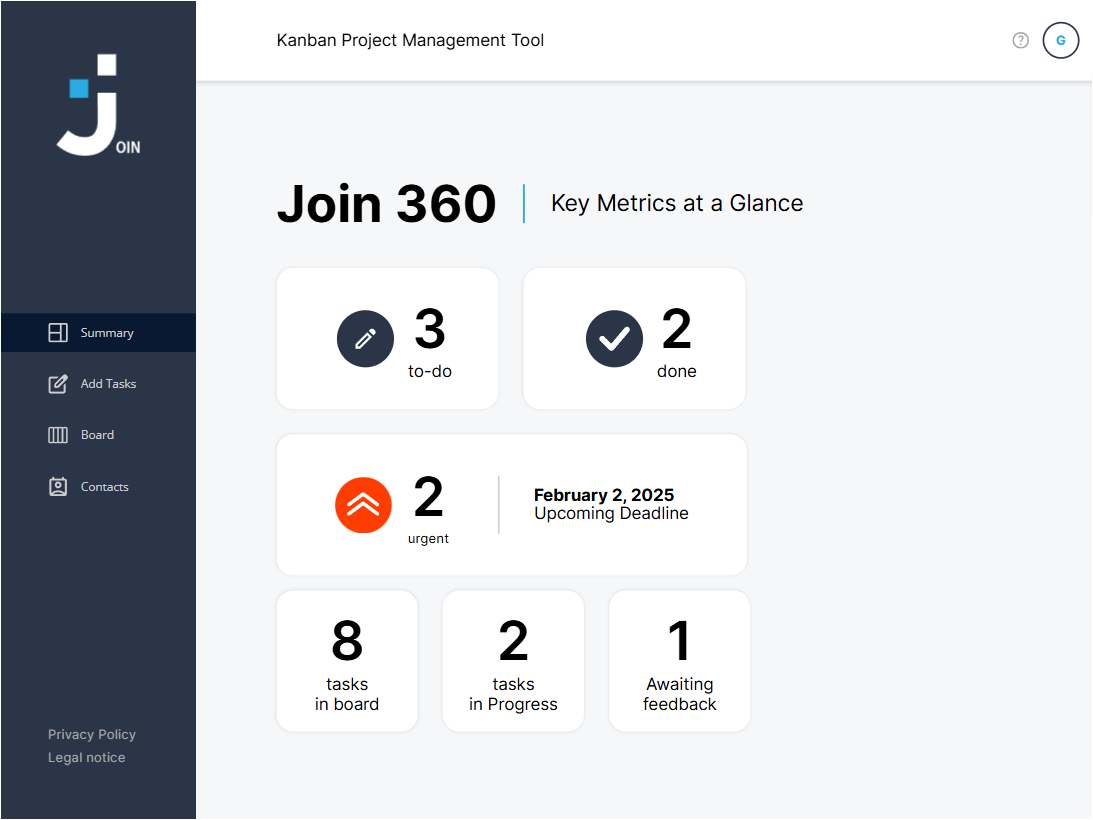 Kanban Project Management Tool
?
G
JOIN
Summary
Add Tasks
Board
Contacts
Privacy Policy
Legal notice
Join 360
Key Metrics at a Glance
3
to-do
2
done
2
urgent
February 2, 2025
Upcoming Deadline
8
tasks
in board
2
tasks
in Progress
1
Awaiting
feedback